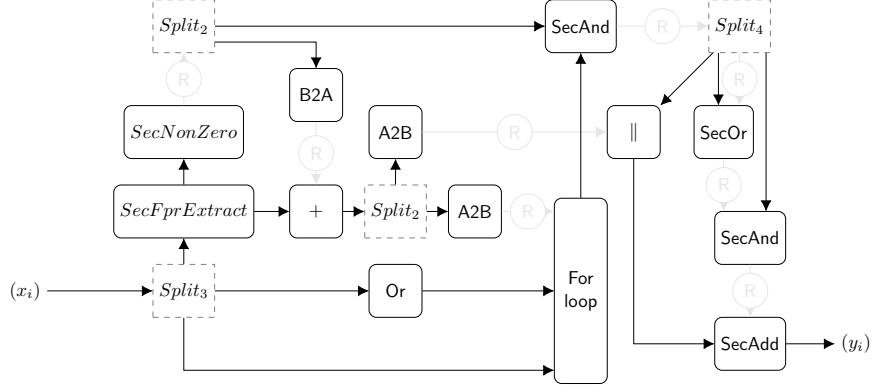 Split₂
SecAnd
R
Split₄
R
B2A
R
SecNonZero
A2B
R
∥
SecOr
R
R
SecFprExtract
+
Split₂
A2B
R
SecAnd
(xᵢ)
Split₃
Or
For
loop
R
SecAdd
(yᵢ)